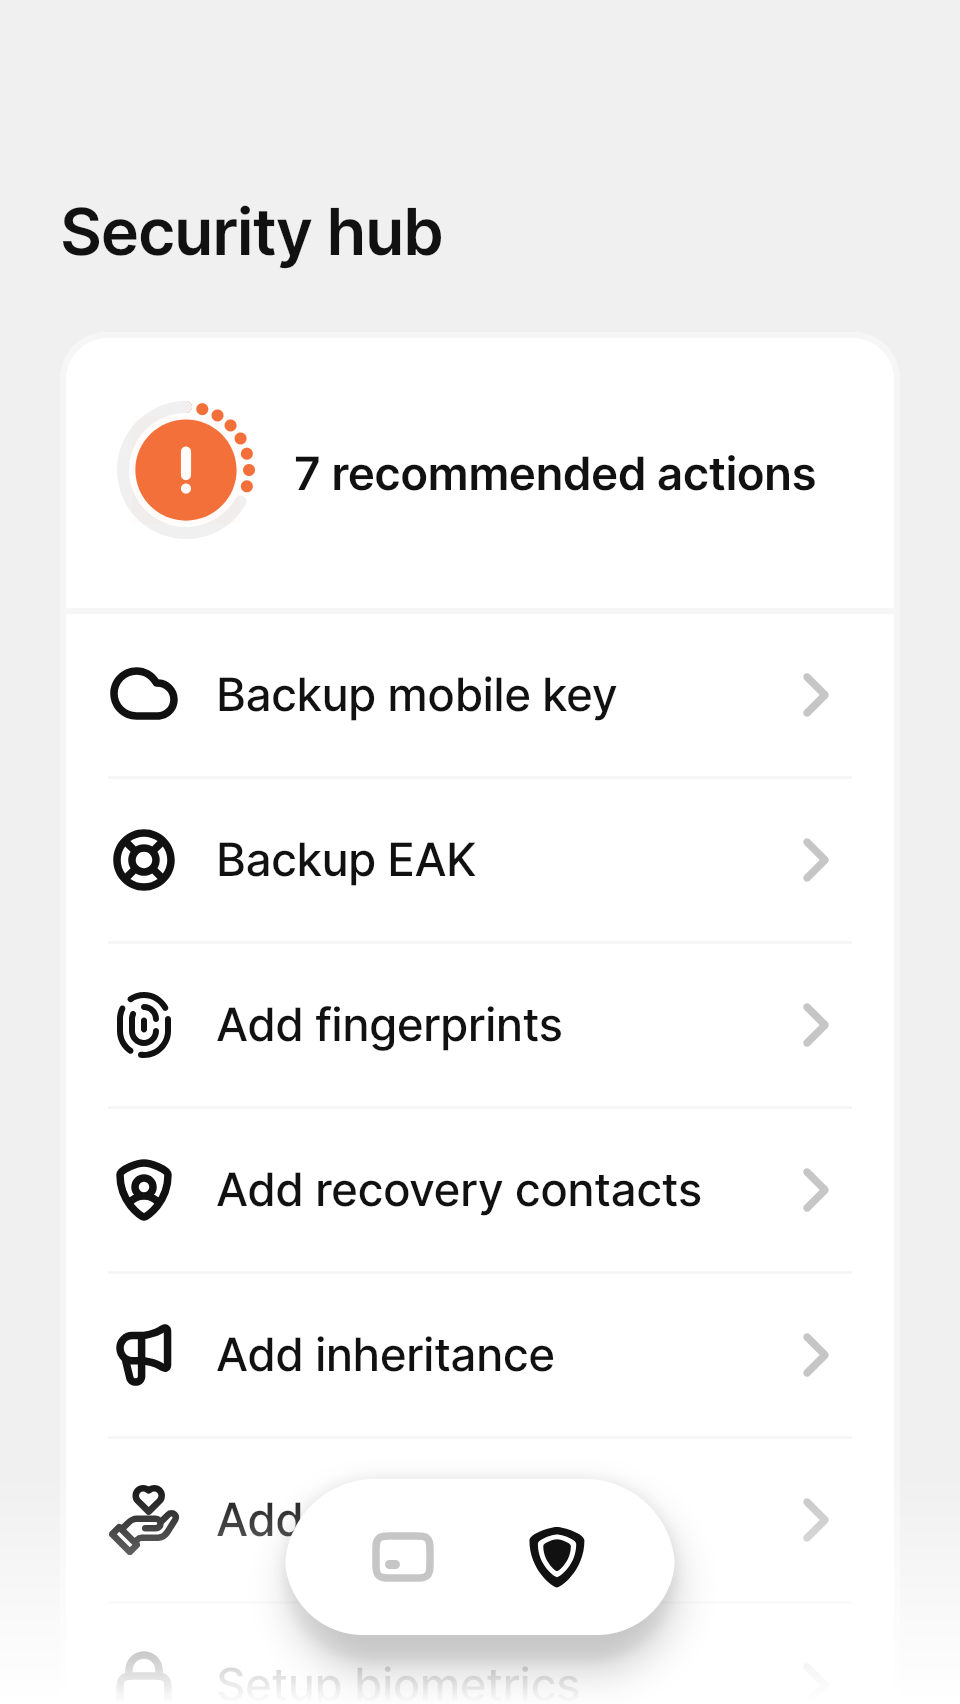 Security hub
7 recommended actions
Backup mobile key
Backup EAK
Add fingerprints
Add recovery contacts
Add inheritance
Add
Setup biometrics